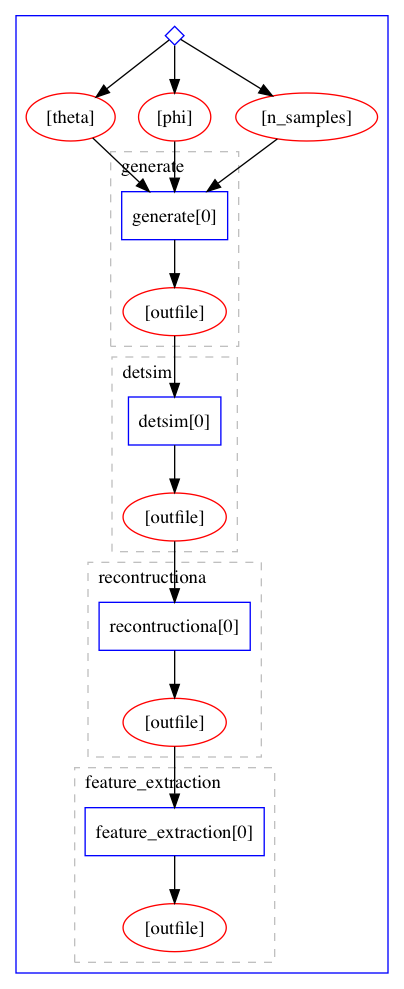 [theta]
[phi]
[n_samples]
generate
generate[0]
[outfile]
detsim
detsim[0]
[outfile]
recontructiona
recontructiona[0]
[outfile]
feature_extraction
feature_extraction[0]
[outfile]